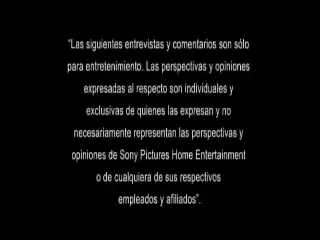 “Las siguientes entrevistas y comentarios son sólo
para entretenimiento. Las perspectivas y opiniones
expresadas al respecto son individuales y
exclusivas de quienes las expresan y no
necesariamente representan las perspectivas y
opiniones de Sony Pictures Home Entertainment
o de cualquiera de sus respectivos
empleados y afiliados”.